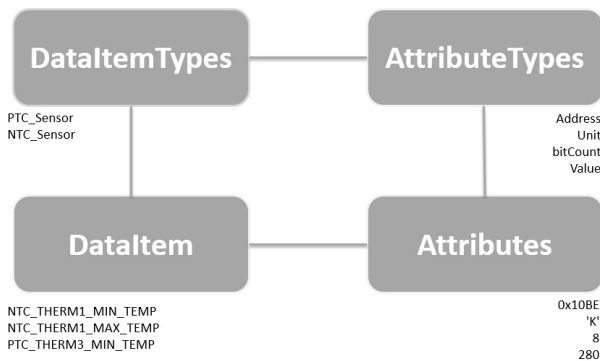 DataItemTypes
AttributeTypes
PTC_Sensor
NTC_Sensor
Address
Unit
bitCount
Value
DataItem
Attributes
NTC_THERM1_MIN_TEMP
NTC_THERM1_MAX_TEMP
PTC_THERM3_MIN_TEMP
0x10BE
'K'
8
280